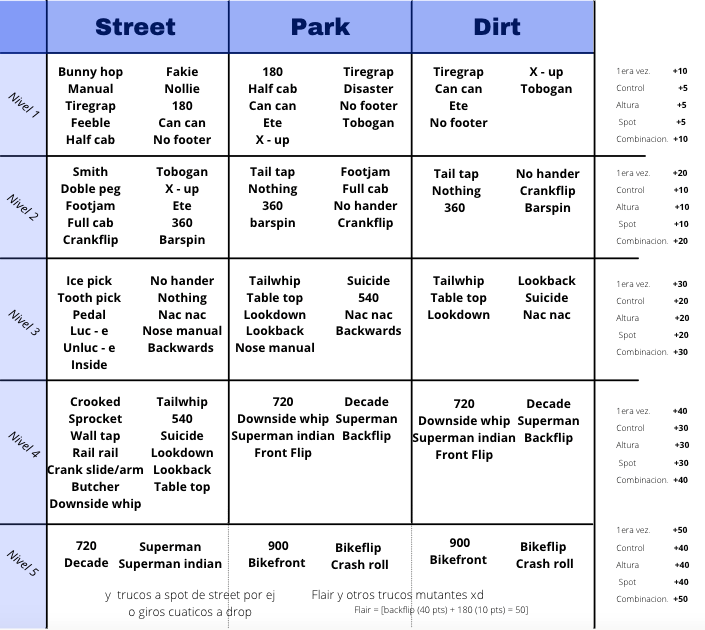 Street Park Dirt
Nivel 1
Bunny hop Fakie 180 Tiregrap Tiregrap X - up 1era vez. +10
Manual Nollie Half cab Disaster Can can Tobogan Control +5
Tiregrap 180 Can can No footer Ete Altura +5
Feeble Can can Ete Tobogan No footer Spot +5
Half cab No footer X - up Combinacion. +10
Nivel 2
Smith Tobogan Tail tap Footjam Tail tap No hander 1era vez. +20
Doble peg X - up Nothing Full cab Nothing Crankflip Control +10
Footjam Ete 360 No hander 360 Barspin Altura +10
Full cab 360 barspin Crankflip Spot +10
Crankflip Barspin Combinacion. +20
Nivel 3
Ice pick No hander Tailwhip Suicide Tailwhip Lookback 1era vez. +30
Tooth pick Nothing Table top 540 Table top Suicide Control +20
Pedal Nac nac Lookdown Nac nac Lookdown Nac nac Altura +20
Luc - e Nose manual Lookback Backwards Spot +20
Unluc - e Backwards Nose manual Combinacion. +30
Inside
Nivel 4
Crooked Tailwhip 720 Decade 720 Decade 1era vez. +40
Sprocket 540 Downside whip Superman Downside whip Superman Control +30
Wall tap Suicide Superman indian Backflip Superman indian Backflip Altura +30
Rail rail Lookdown Front Flip Front Flip Spot +30
Crank slide/arm Lookback Combinacion. +40
Butcher Table top
Downside whip
Nivel 5
720 Superman 900 Bikeflip 900 Bikeflip 1era vez. +50
Decade Superman indian Bikefront Crash roll Bikefront Crash roll Control +40
Altura +40
Spot +40
Combinacion. +50
y trucos a spot de street por ej Flair y otros trucos mutantes xd
o giros cuaticos a drop Flair = [backflip (40 pts) + 180 (10 pts) = 50]